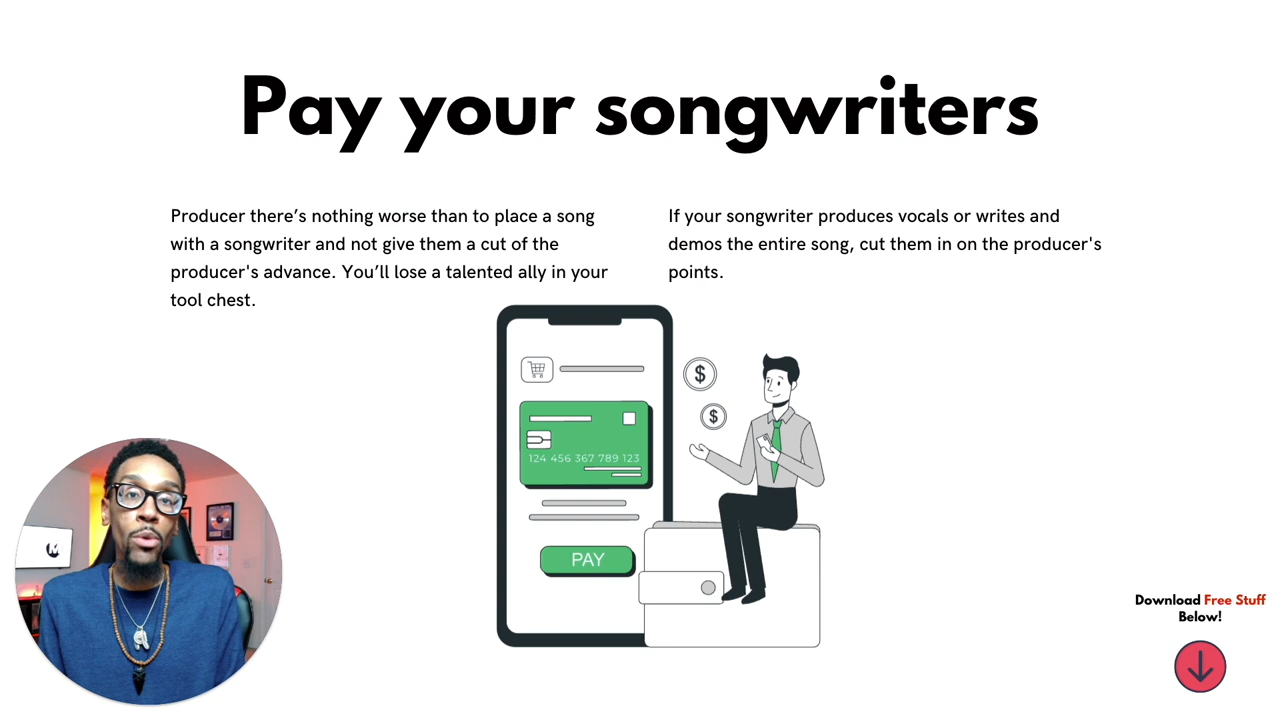 Pay your songwriters
Producer there’s nothing worse than to place a song
with a songwriter and not give them a cut of the
producer's advance. You’ll lose a talented ally in your
tool chest.
If your songwriter produces vocals or writes and
demos the entire song, cut them in on the producer's
points.
$
$
124 456 367 789 123
PAY
Download Free Stuff
Below!